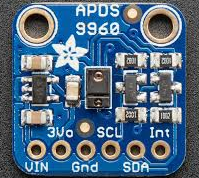 APDS
9960
3Vo SCL Int
VIN Gnd SDA